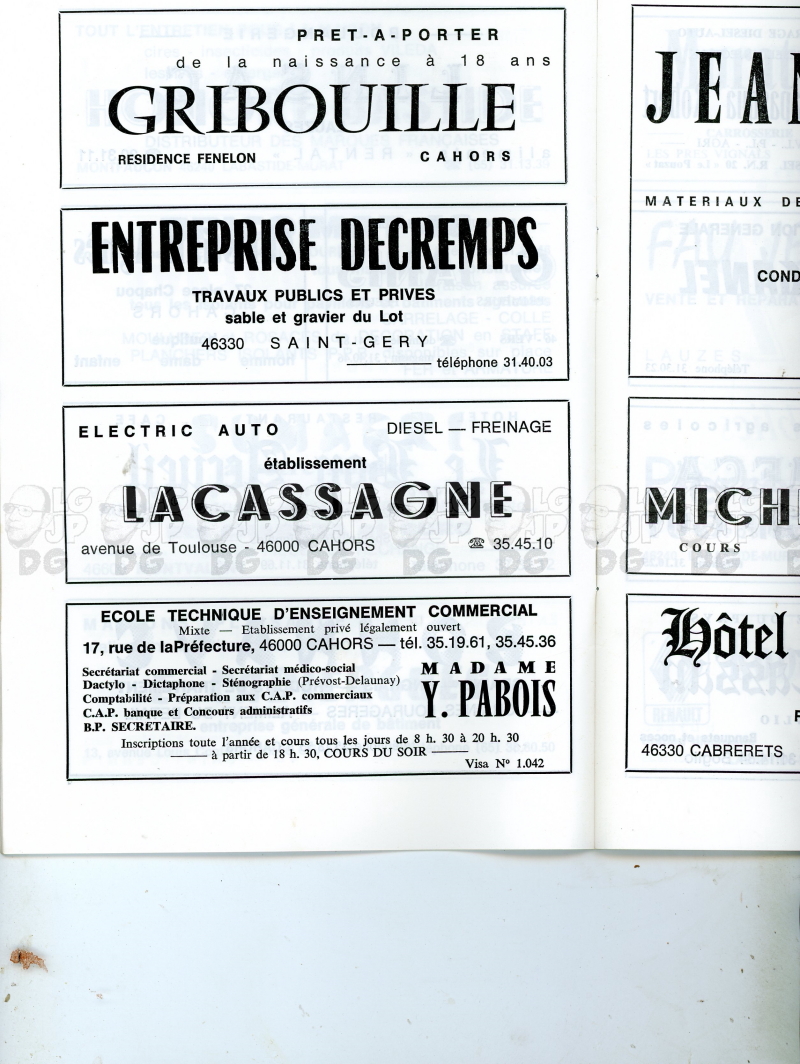 PRET-A-PORTER
de la naissance à 18 ans
GRIBOUILLE
RESIDENCE FENELON CAHORS
ENTREPRISE DECREMPS
TRAVAUX PUBLICS ET PRIVES
sable et gravier du Lot
46330 SAINT-GERY
téléphone 31.40.03
ELECTRIC AUTO DIESEL — FREINAGE
établissement
LACASSAGNE
avenue de Toulouse - 46000 CAHORS ☎ 35.45.10
ECOLE TECHNIQUE D'ENSEIGNEMENT COMMERCIAL
Mixte — Etablissement privé légalement ouvert
17, rue de laPréfecture, 46000 CAHORS — tél. 35.19.61, 35.45.36
Secrétariat commercial - Secrétariat médico-social
Dactylo - Dictaphone - Sténographie (Prévost-Delaunay)
Comptabilité - Préparation aux C.A.P. commerciaux
C.A.P. banque et Concours administratifs
B.P. SECRETAIRE.
MADAME
Y. PABOIS
Inscriptions toute l'année et cours tous les jours de 8 h. 30 à 20 h. 30
à partir de 18 h. 30, COURS DU SOIR
Visa N° 1.042
JEAN
MATERIAUX DE
COND
MICH
COURS
Hôtel
46330 CABRERETS
LG JP DG